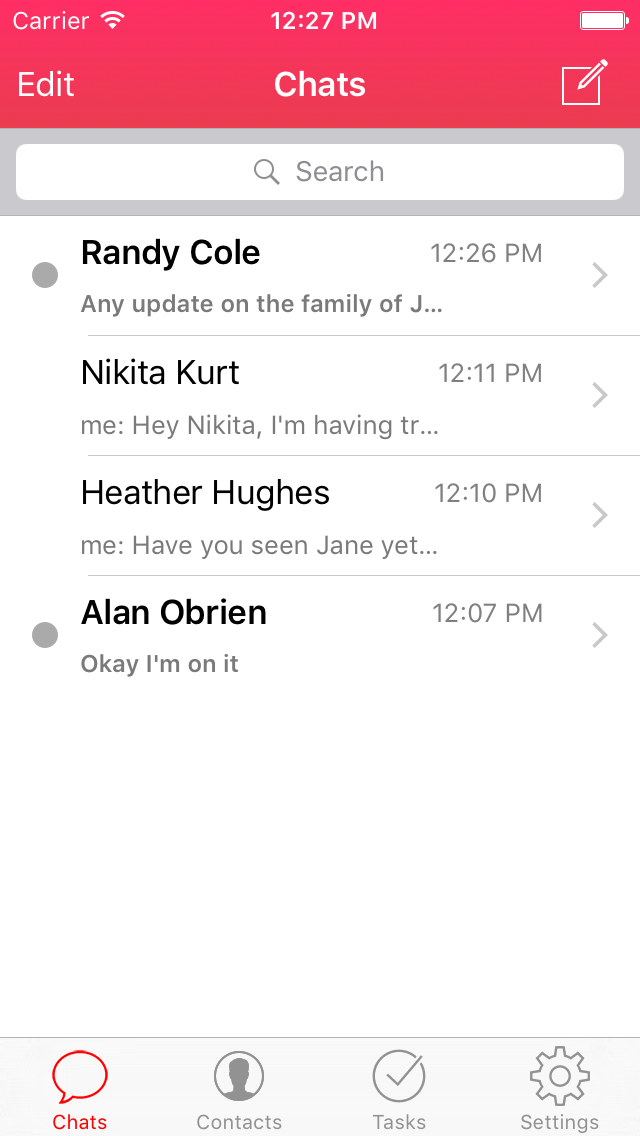 Carrier 12:27 PM
Edit Chats
Search
Randy Cole 12:26 PM
Any update on the family of J...
Nikita Kurt 12:11 PM
me: Hey Nikita, I'm having tr...
Heather Hughes 12:10 PM
me: Have you seen Jane yet...
Alan Obrien 12:07 PM
Okay I'm on it
Chats Contacts Tasks Settings